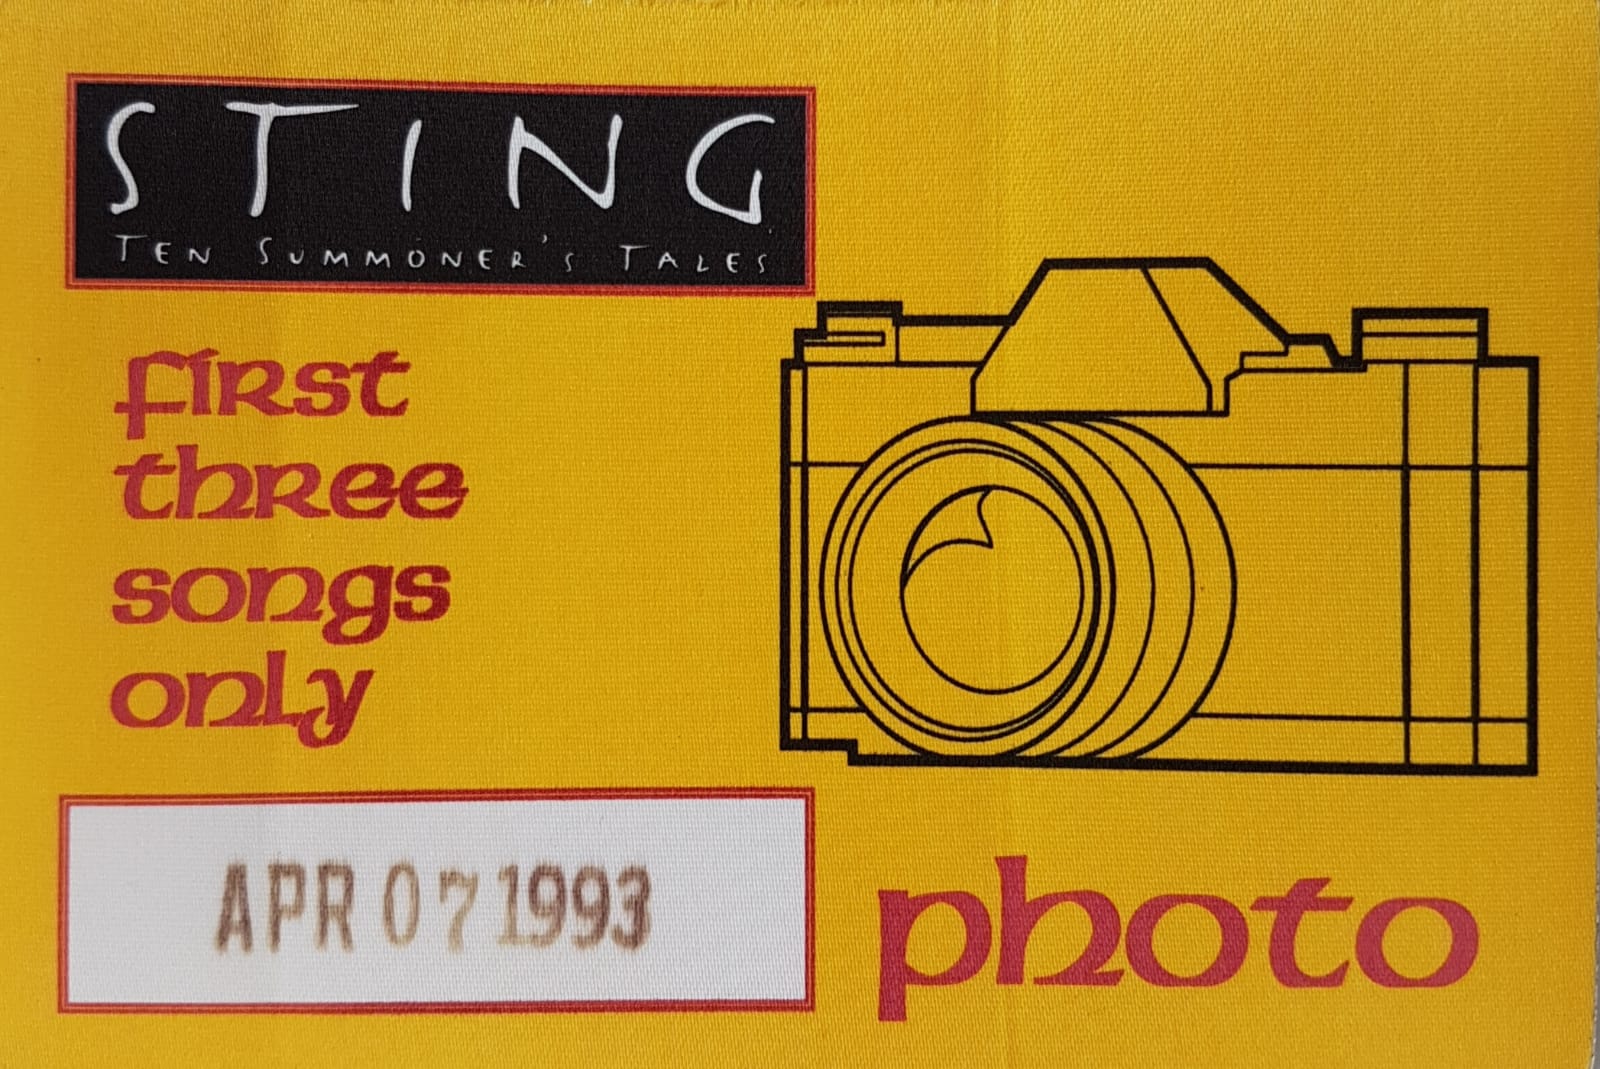 STING
TEN SUMMONER'S TALES
first
three
songs
only
APR 07 1993
photo